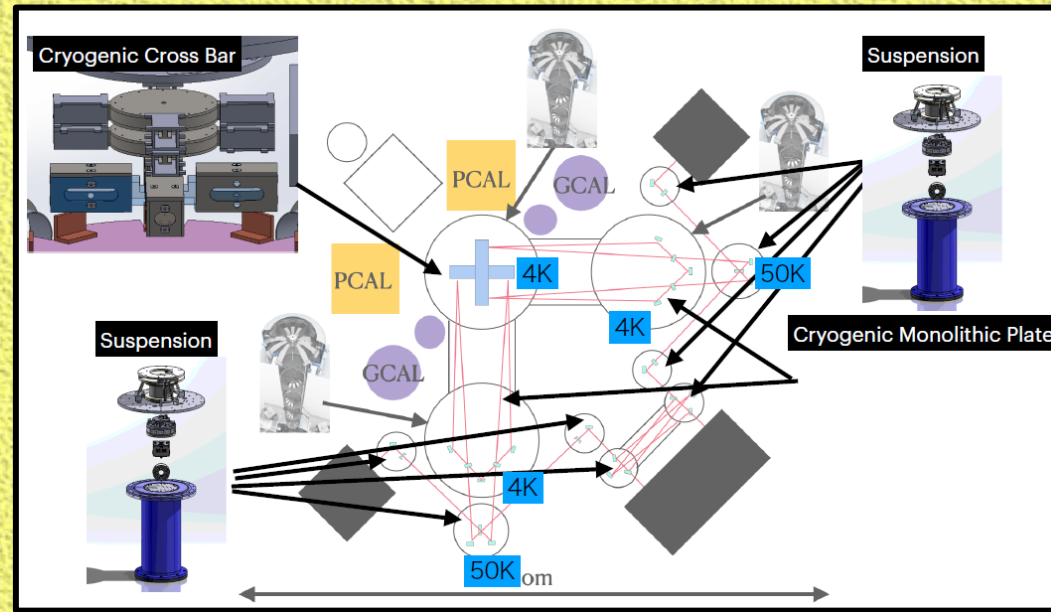 Cryogenic Cross Bar
Suspension
PCAL
GCAL
4K
50K
PCAL
4K
Cryogenic Monolithic Plate
Suspension
GCAL
4K
50K
om